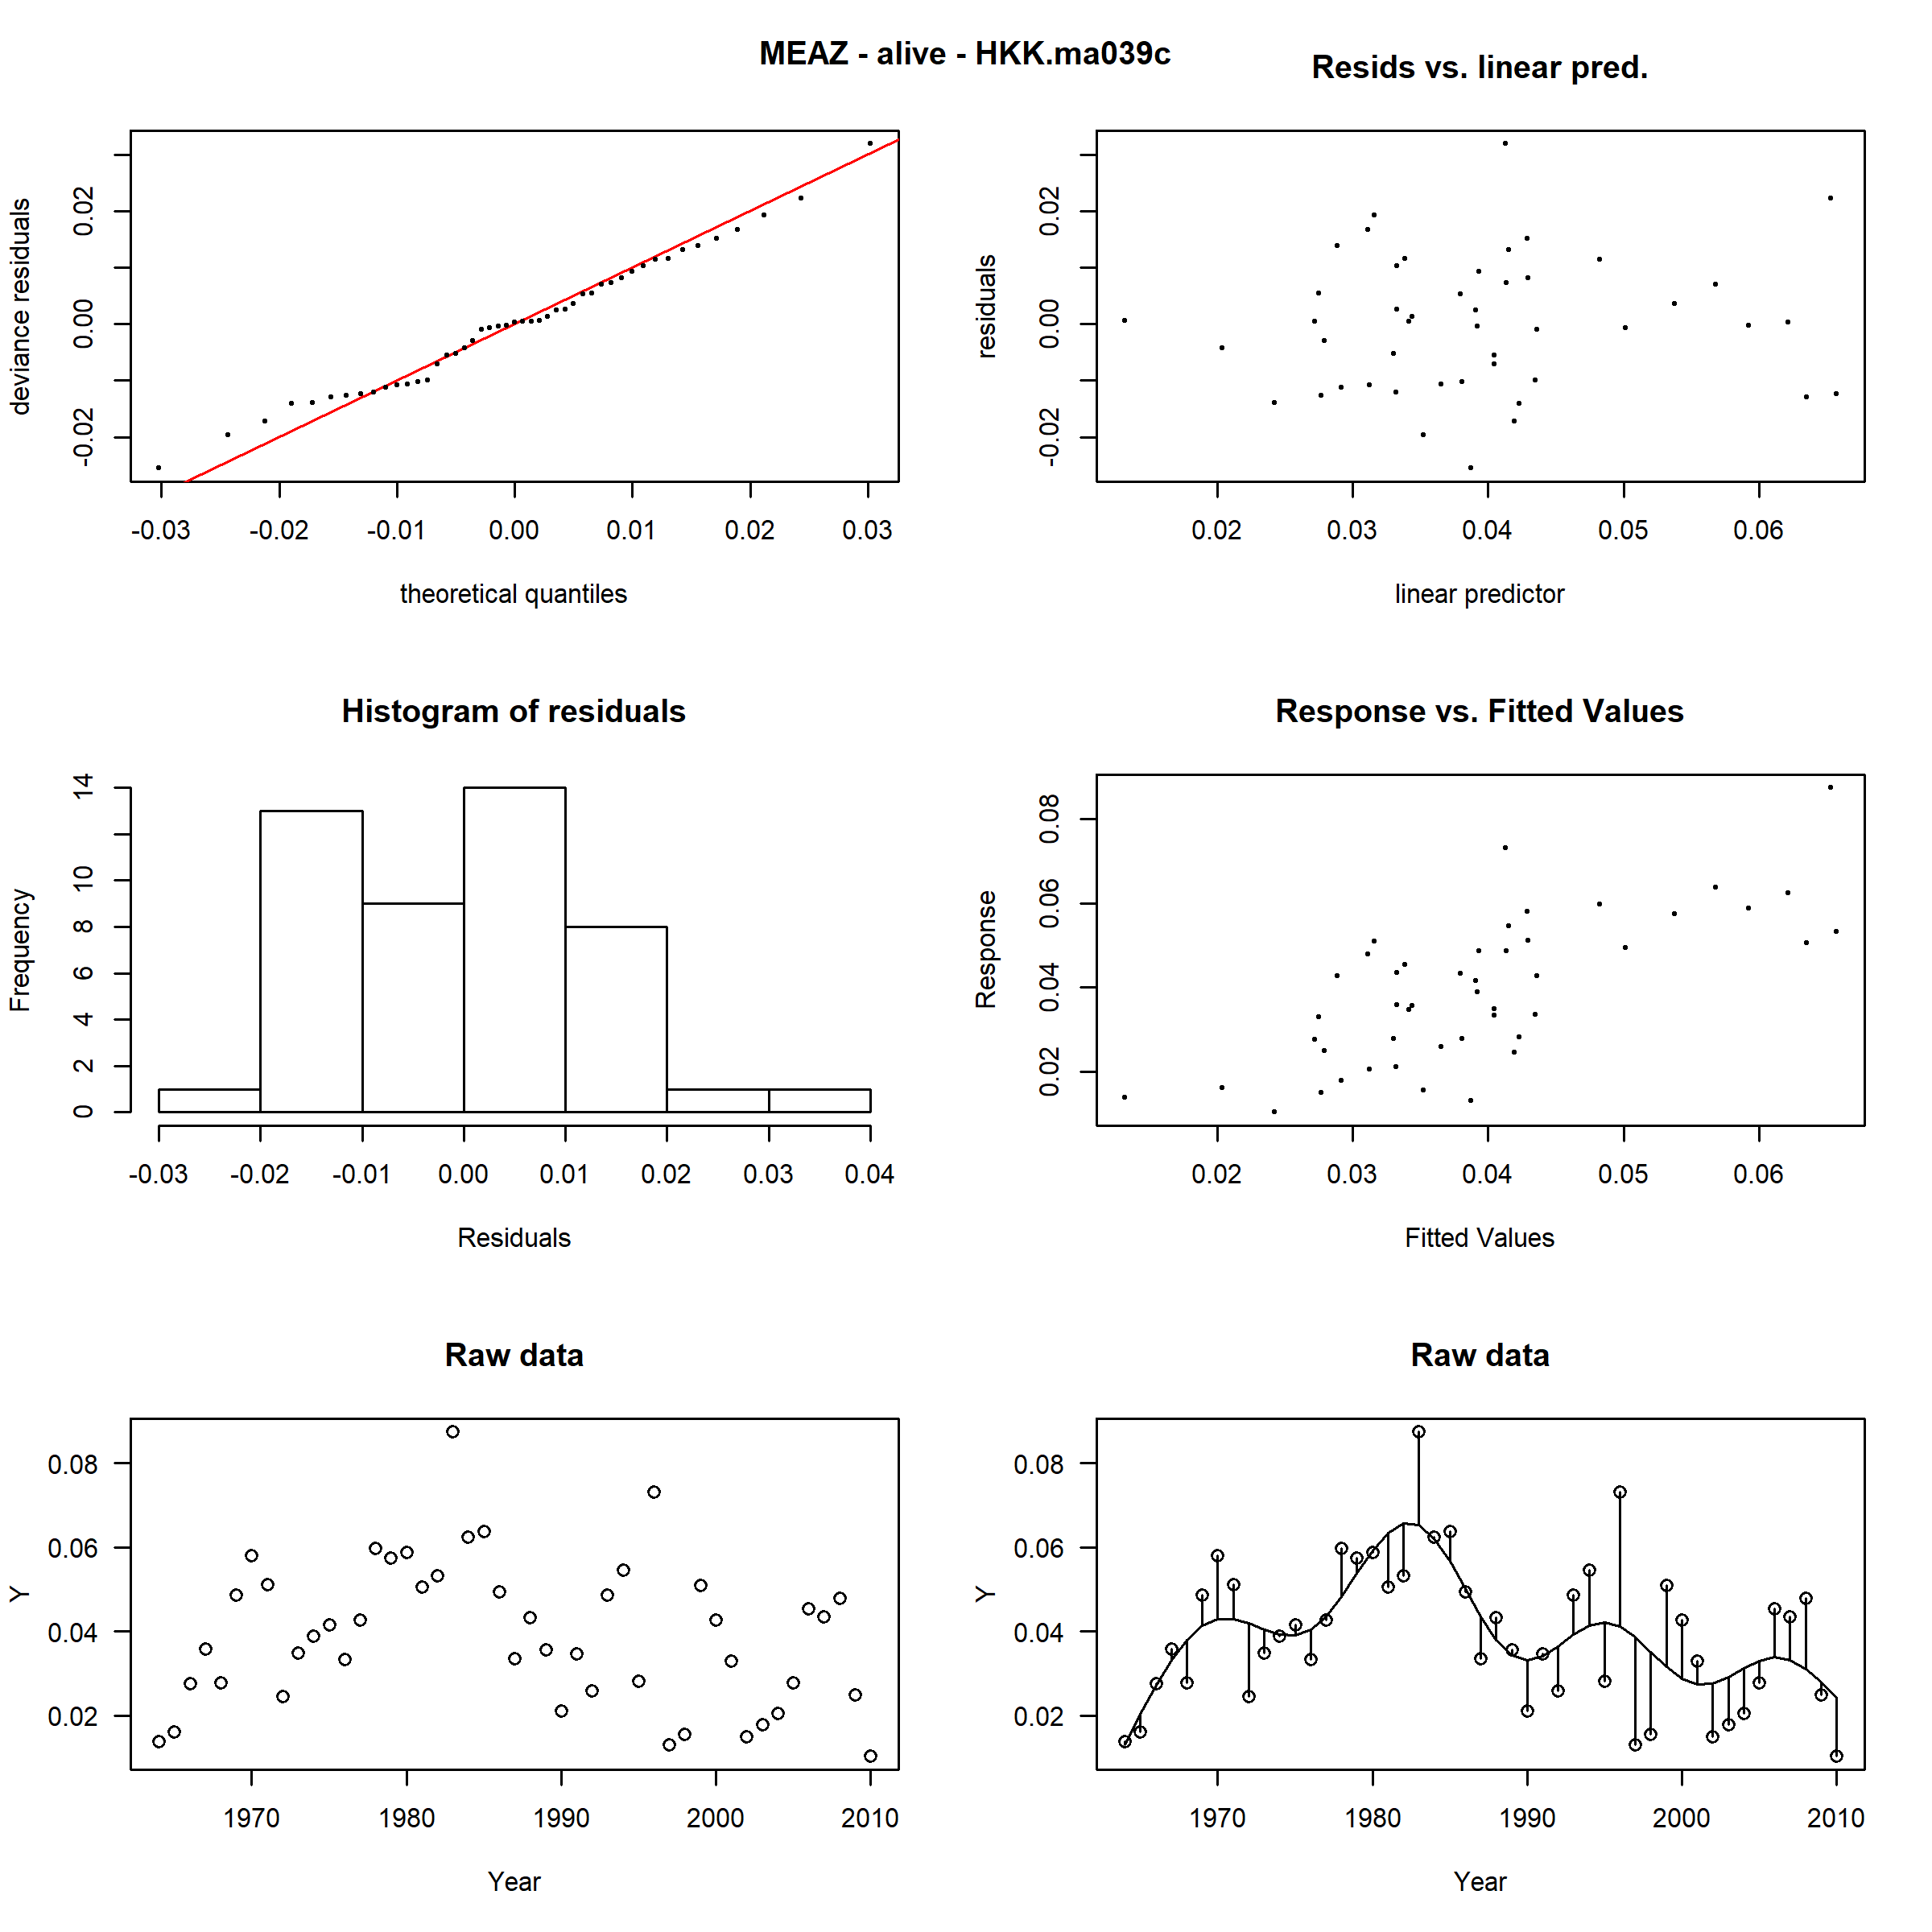 MEAZ - alive - HKK.ma039c
Resids vs. linear pred.
deviance residuals
-0.02 0.00 0.02
-0.03 -0.02 -0.01 0.00 0.01 0.02 0.03
theoretical quantiles
residuals
-0.02 0.00 0.02
0.02 0.03 0.04 0.05 0.06
linear predictor
Histogram of residuals
Frequency
0 2 4 6 8 10 14
-0.03 -0.02 -0.01 0.00 0.01 0.02 0.03 0.04
Residuals
Response vs. Fitted Values
Response
0.02 0.04 0.06 0.08
0.02 0.03 0.04 0.05 0.06
Fitted Values
Raw data
Y
0.08
0.06
0.04
0.02
1970 1980 1990 2000 2010
Year
Raw data
Y
0.08
0.06
0.04
0.02
1970 1980 1990 2000 2010
Year